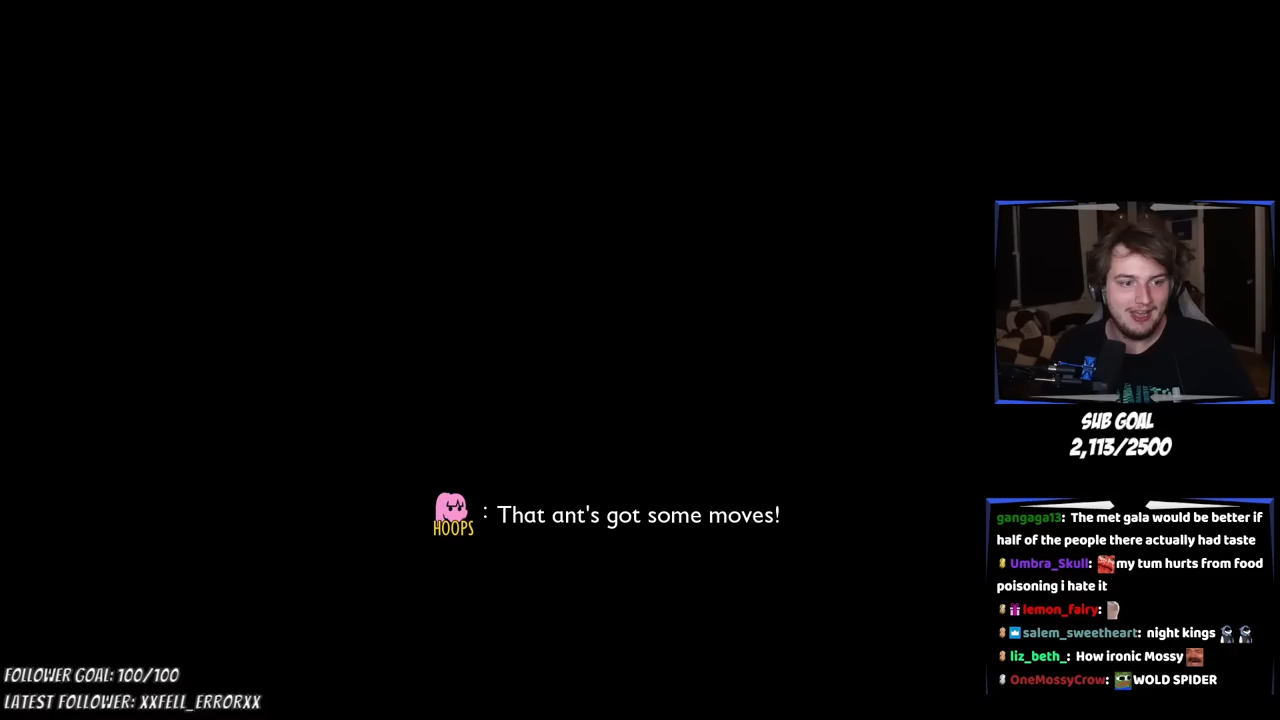 SUB GOAL
2,113/2500
HOOPS : That ant's got some moves!
gangaga13: The met gala would be better if
half of the people there actually had taste
Umbra_Skull: my tum hurts from food
poisoning i hate it
lemon_fairy:
salem_sweetheart: night kings
liz_beth_: How ironic Mossy
OneMossyCrow: WOLD SPIDER
FOLLOWER GOAL: 100/100
LATEST FOLLOWER: XXFELL_ERRORXX